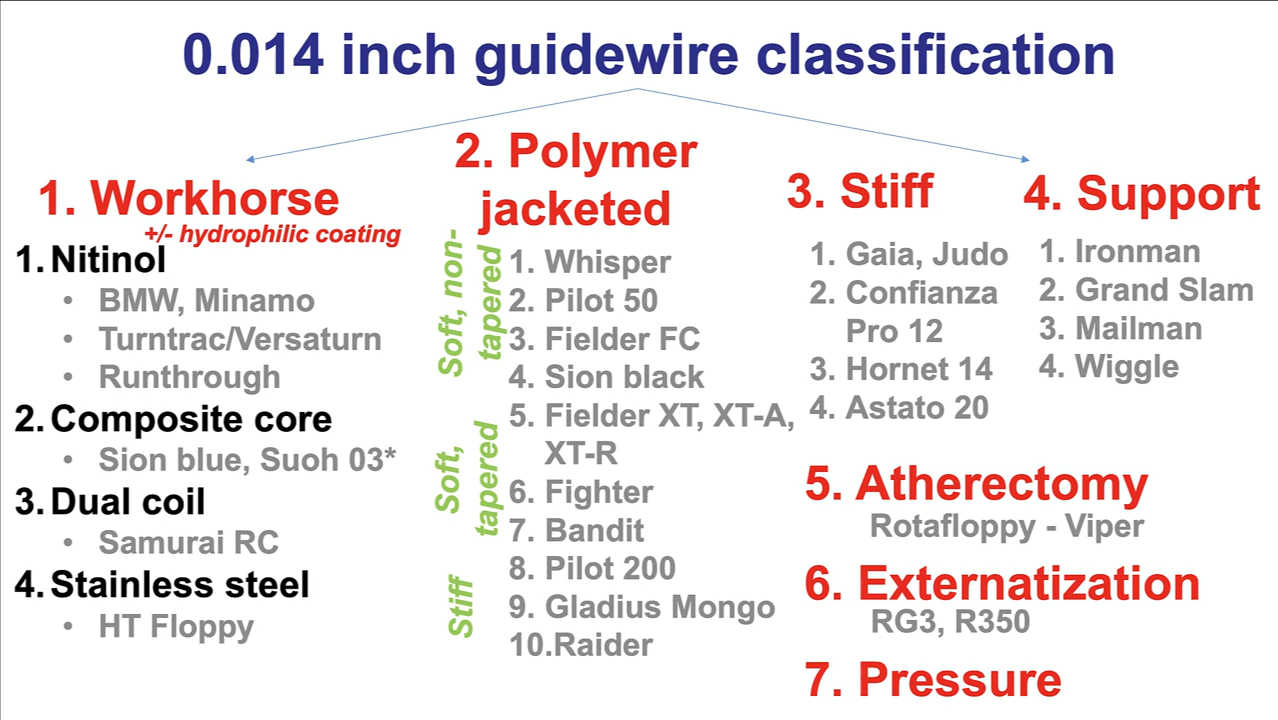 0.014 inch guidewire classification
1. Workhorse
+/- hydrophilic coating
1. Nitinol
• BMW, Minamo
• Turntrac/Versaturn
• Runthrough
2. Composite core
• Sion blue, Suoh 03*
3. Dual coil
• Samurai RC
4. Stainless steel
• HT Floppy
2. Polymer
jacketed
Soft, non-
tapered
1. Whisper
2. Pilot 50
3. Fielder FC
4. Sion black
Soft,
tapered
5. Fielder XT, XT-A,
XT-R
6. Fighter
7. Bandit
Stiff
8. Pilot 200
9. Gladius Mongo
10.Raider
3. Stiff
1. Gaia, Judo
2. Confianza
Pro 12
3. Hornet 14
4. Astato 20
4. Support
1. Ironman
2. Grand Slam
3. Mailman
4. Wiggle
5. Atherectomy
Rotafloppy - Viper
6. Externatization
RG3, R350
7. Pressure